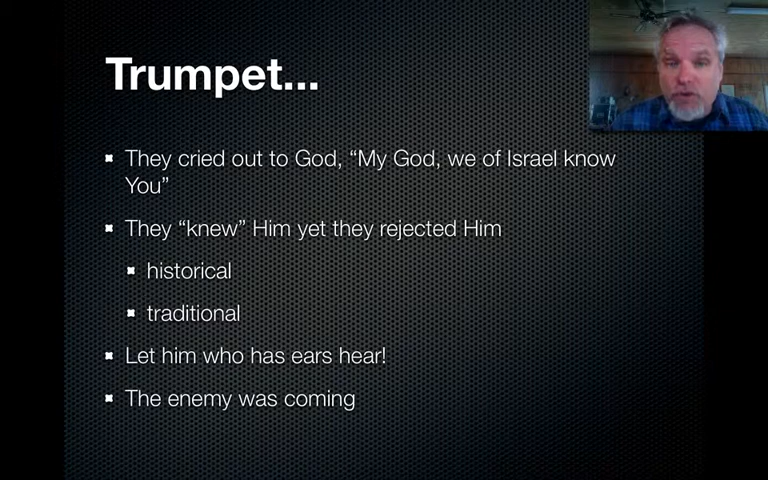 Trumpet...
They cried out to God, “My God, we of Israel know
You”
They “knew” Him yet they rejected Him
historical
traditional
Let him who has ears hear!
The enemy was coming